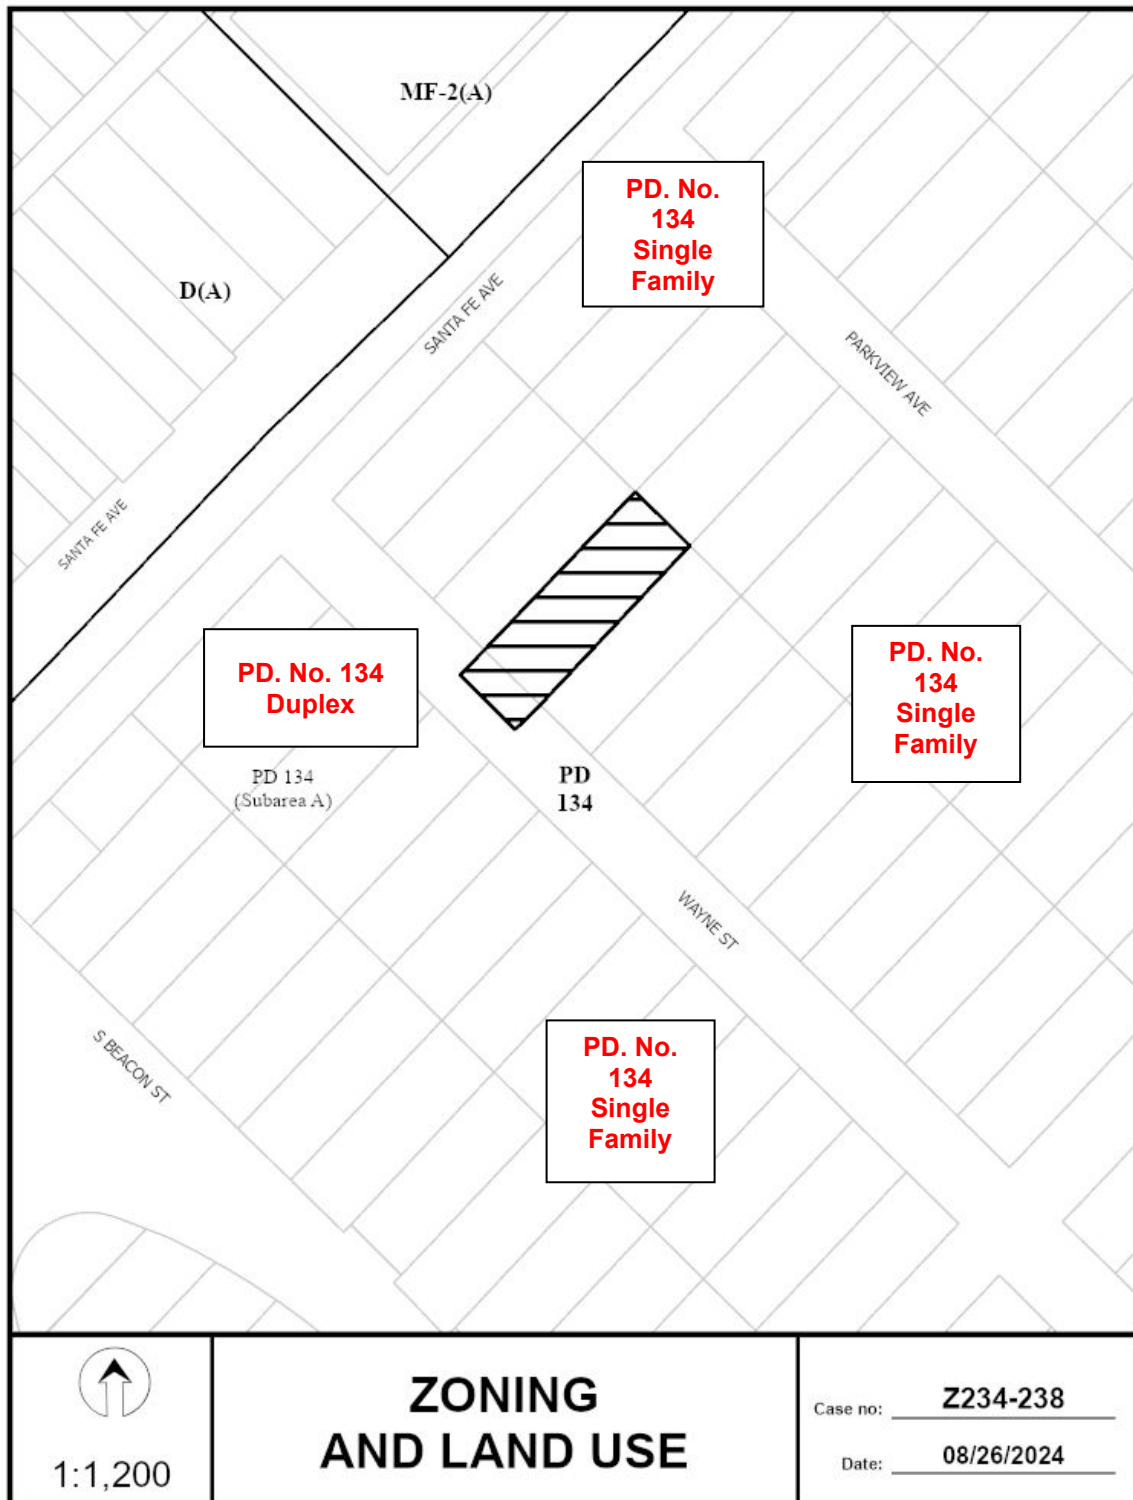 MF-2(A)
PD. No.
134
Single
Family
D(A)
SANTA FE AVE
PARKVIEW AVE
SANTA FE AVE
PD. No. 134
Duplex
PD. No.
134
Single
Family
PD 134
(Subarea A)
PD
134
WAYNE ST
S BEACON ST
PD. No.
134
Single
Family
1:1,200
ZONING
AND LAND USE
Case no: Z234-238
Date: 08/26/2024